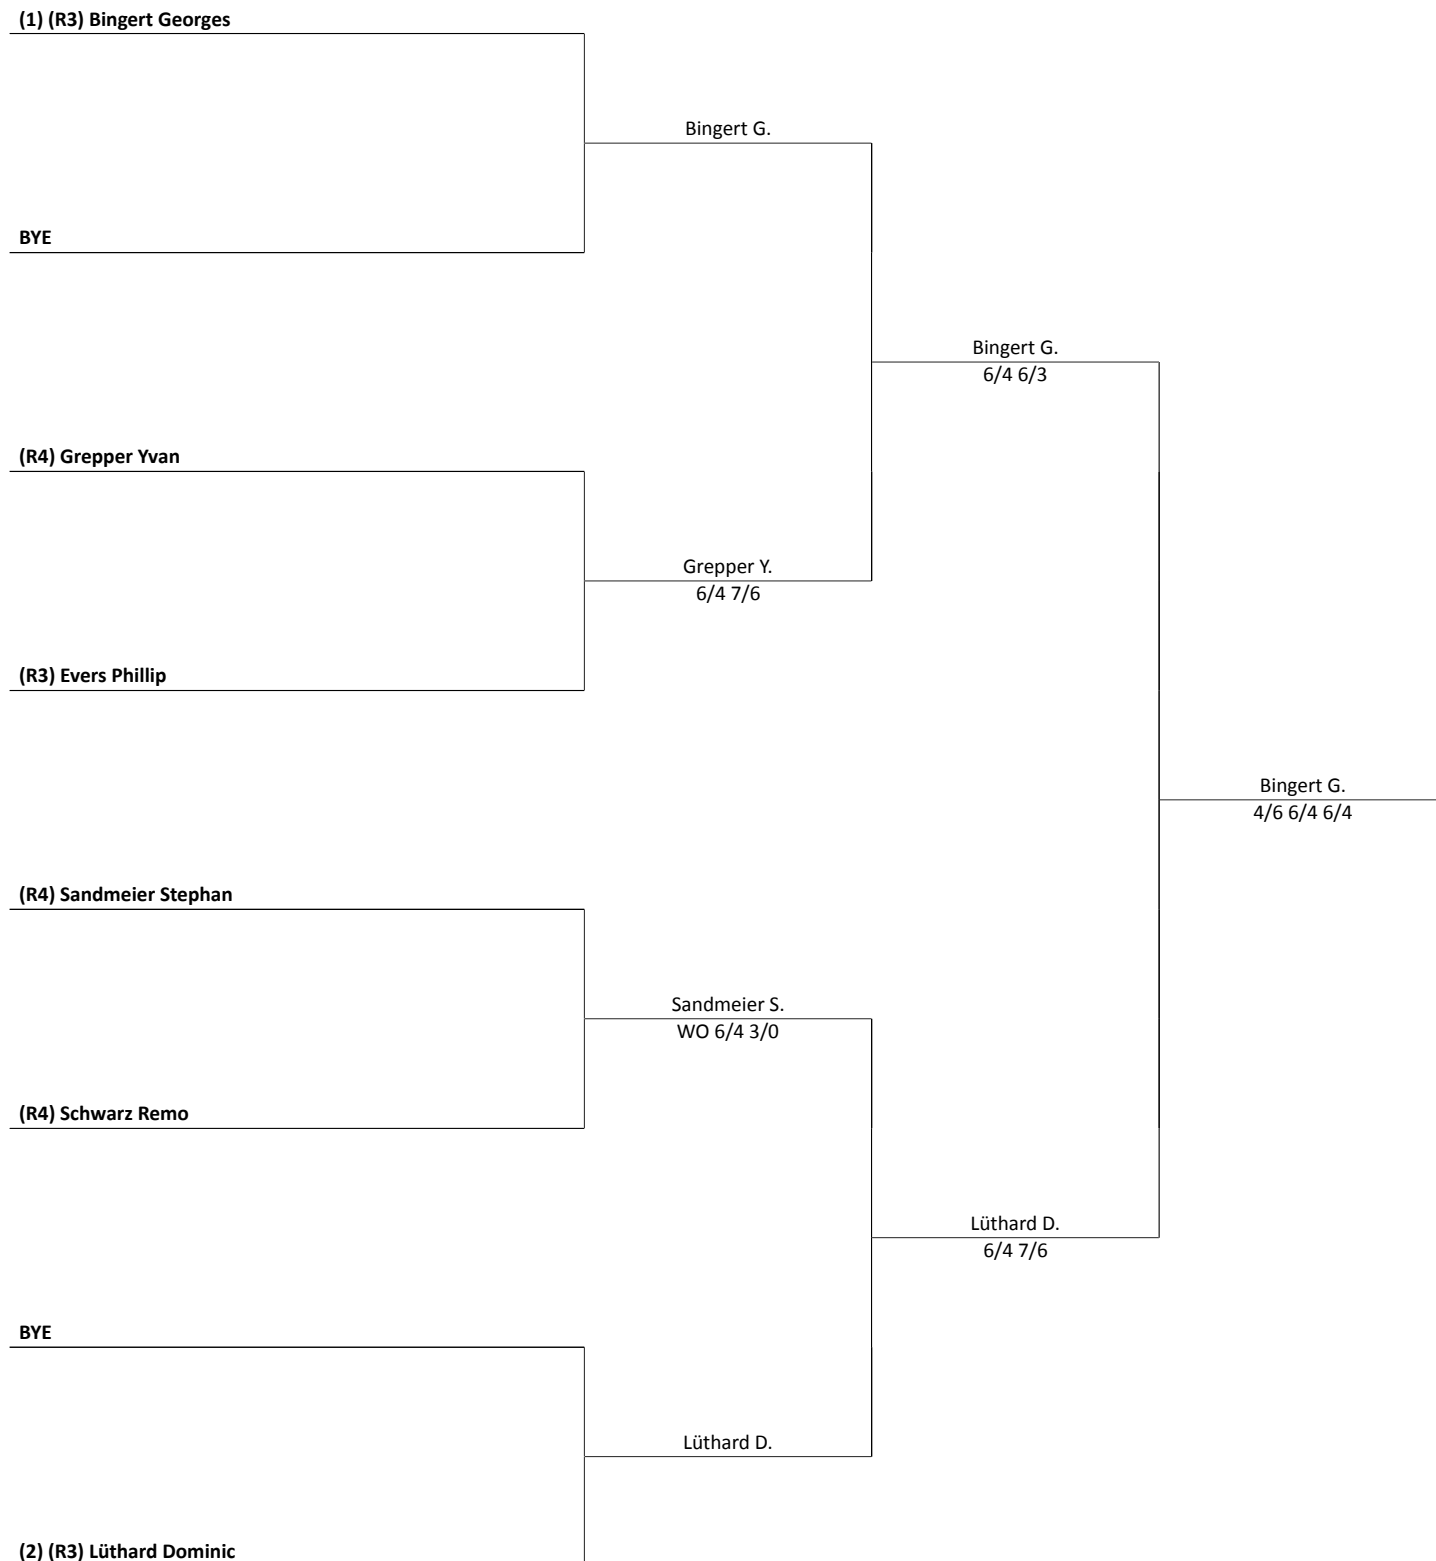 (1) (R3) Bingert Georges
Bingert G.
BYE
Bingert G.
6/4 6/3
(R4) Grepper Yvan
Grepper Y.
6/4 7/6
(R3) Evers Phillip
Bingert G.
4/6 6/4 6/4
(R4) Sandmeier Stephan
Sandmeier S.
WO 6/4 3/0
(R4) Schwarz Remo
Lüthard D.
6/4 7/6
BYE
Lüthard D.
(2) (R3) Lüthard Dominic